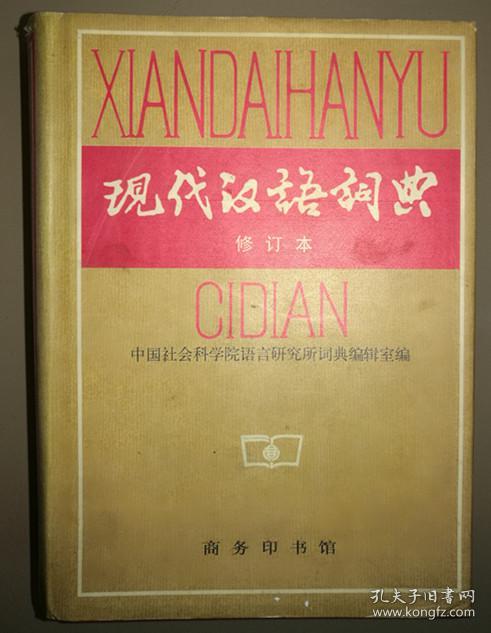 XIANDAIHANYU
现代汉语词典
修订本
CIDIAN
中国社会科学院语言研究所词典编辑室编
商务印书馆
孔夫子旧书网
kongfz.com